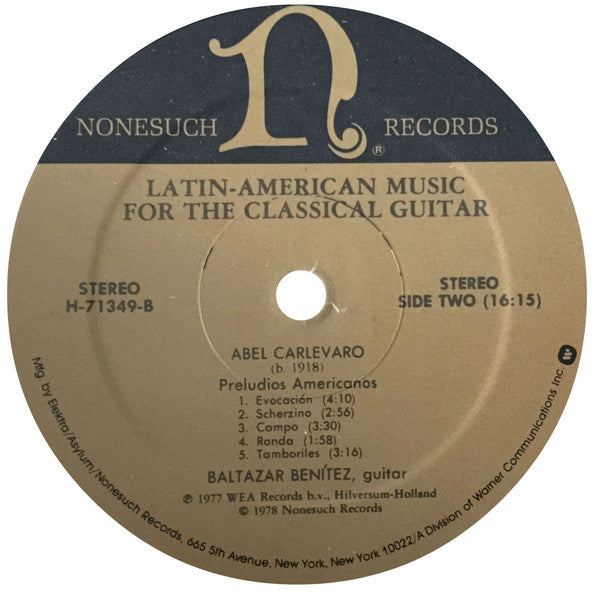 n
NONESUCH RECORDS ®
LATIN-AMERICAN MUSIC
FOR THE CLASSICAL GUITAR
STEREO
H-71349-B
STEREO
SIDE TWO (16:15)
ABEL CARLEVARO
(b. 1918)
Preludios Americanos
1. Evocación (4:10)
2. Scherzino (2:56)
3. Campo (3:30)
4. Ronda (1:58)
5. Tamboriles (3:16)
BALTAZAR BENÍTEZ, guitar
℗ 1977 WEA Records b.v., Hilversum-Holland
© 1978 Nonesuch Records
Mfg. by Elektra/Asylum/Nonesuch Records, 665 5th Avenue, New York, New York 10022/A Division of Warner Communications Inc.